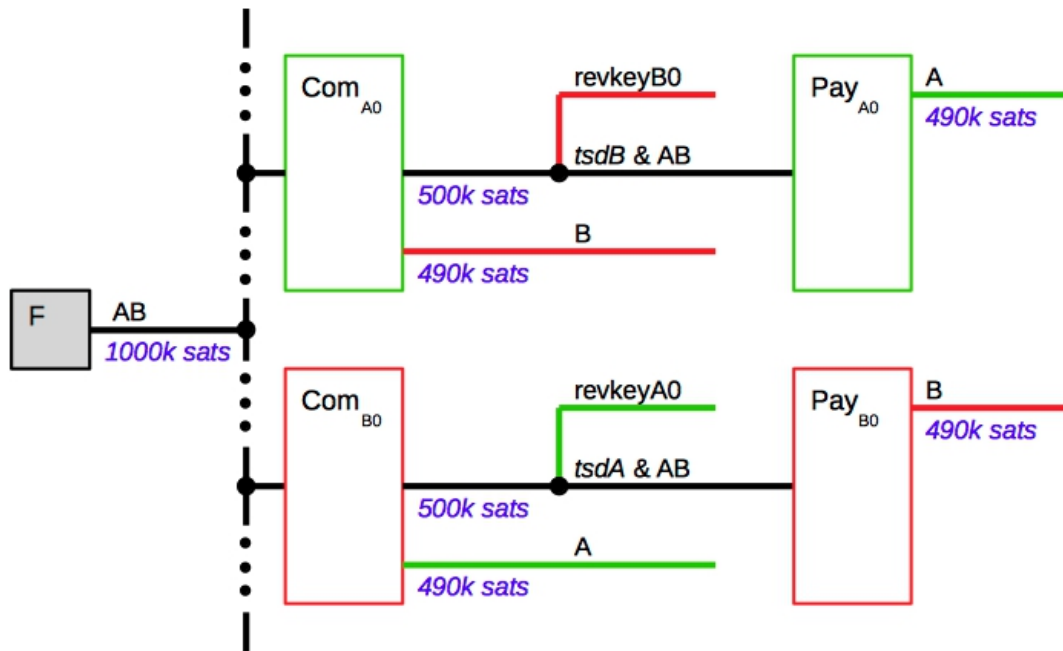 Com A0
revkeyB0
Pay A0
A
490k sats
tsdB & AB
500k sats
B
490k sats
F
AB
1000k sats
Com B0
revkeyA0
Pay B0
B
490k sats
tsdA & AB
500k sats
A
490k sats